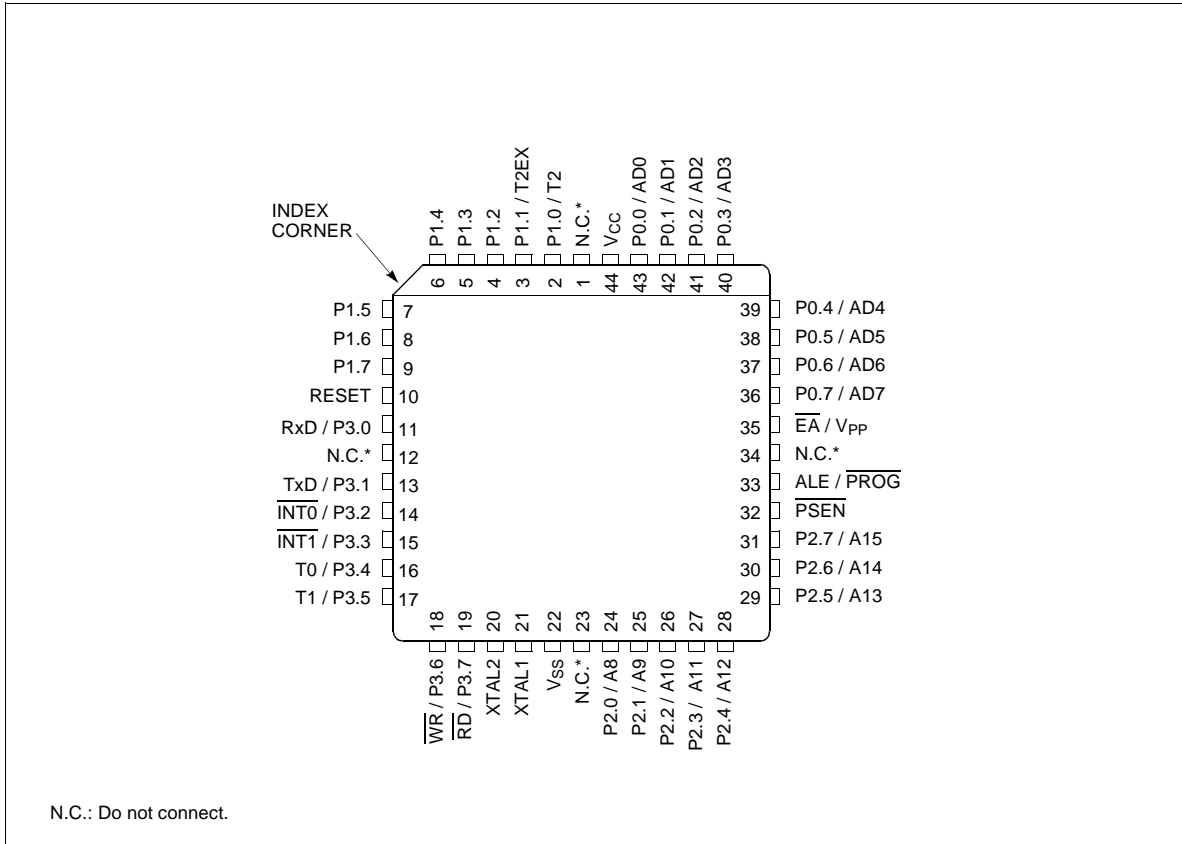 INDEX
CORNER
P1.4
P1.3
P1.2
P1.1 / T2EX
P1.0 / T2
N.C.*
VCC
P0.0 / AD0
P0.1 / AD1
P0.2 / AD2
P0.3 / AD3
6
5
4
3
2
1
44
43
42
41
40
P1.5 7
P1.6 8
P1.7 9
RESET 10
RxD / P3.0 11
N.C.* 12
TxD / P3.1 13
INT0 / P3.2 14
INT1 / P3.3 15
T0 / P3.4 16
T1 / P3.5 17
39 P0.4 / AD4
38 P0.5 / AD5
37 P0.6 / AD6
36 P0.7 / AD7
35 EA / VPP
34 N.C.*
33 ALE / PROG
32 PSEN
31 P2.7 / A15
30 P2.6 / A14
29 P2.5 / A13
18
19
20
21
22
23
24
25
26
27
28
WR / P3.6
RD / P3.7
XTAL2
XTAL1
VSS
N.C.*
P2.0 / A8
P2.1 / A9
P2.2 / A10
P2.3 / A11
P2.4 / A12
N.C.: Do not connect.